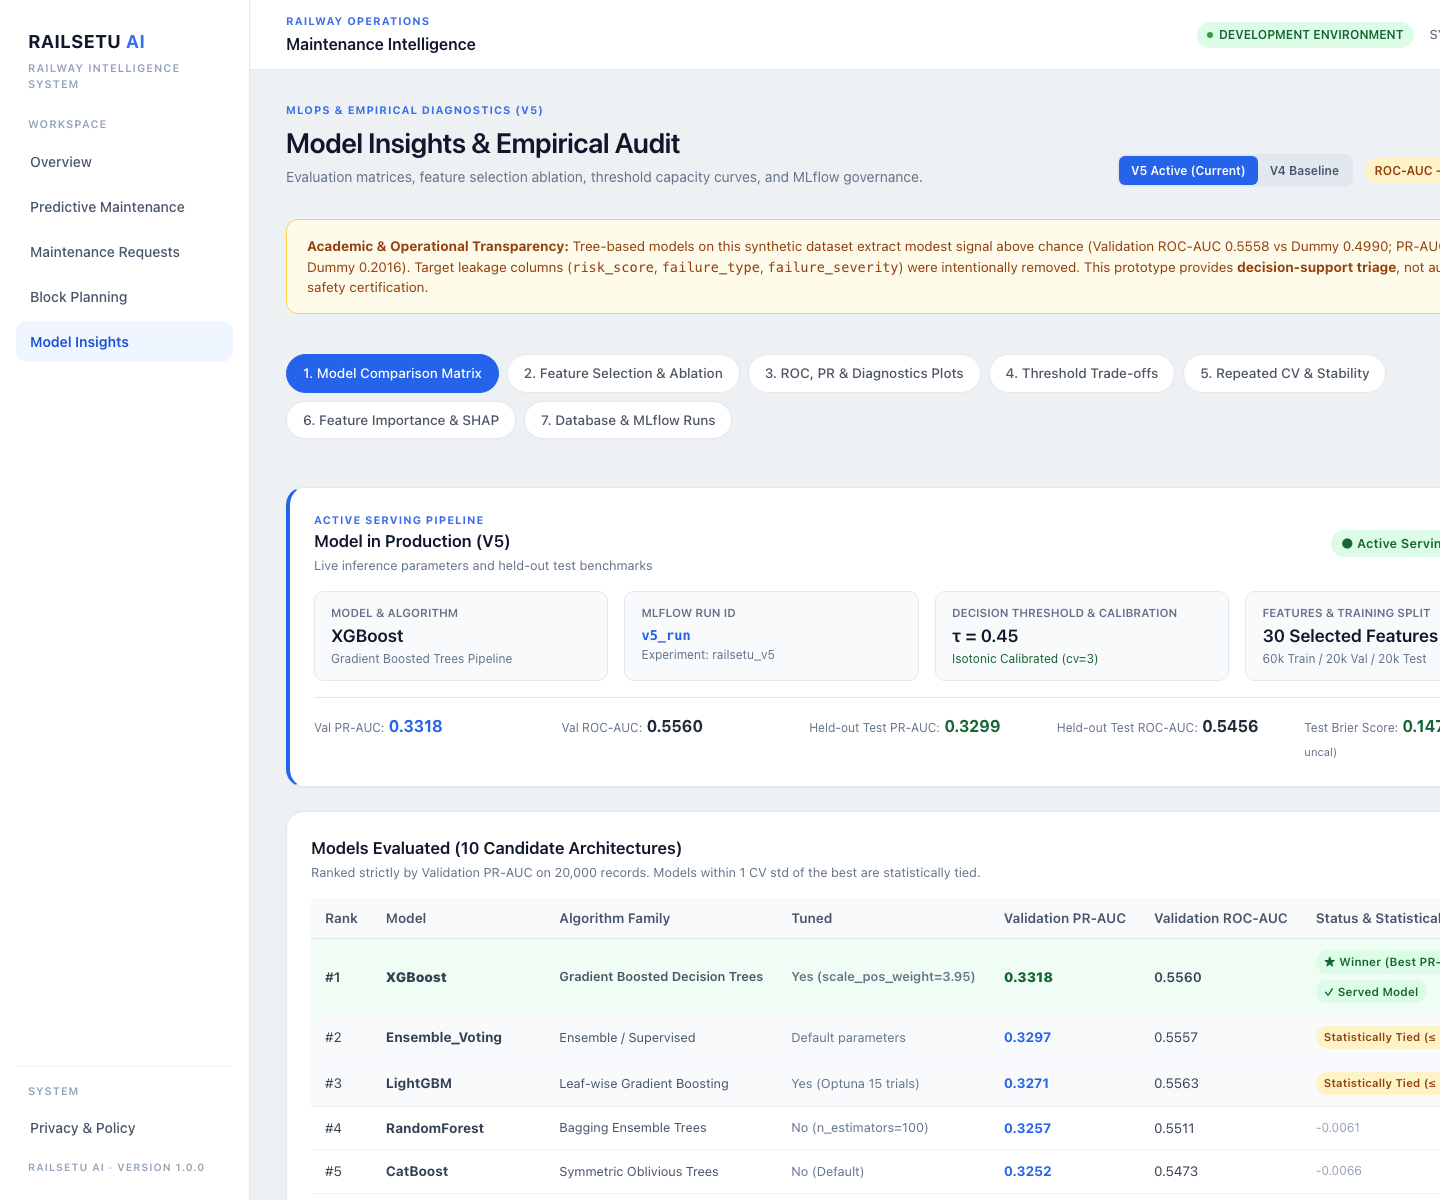 RAILSETU AI
RAILWAY INTELLIGENCE
SYSTEM
WORKSPACE
Overview
Predictive Maintenance
Maintenance Requests
Block Planning
Model Insights
SYSTEM
Privacy & Policy
RAILSETU AI · VERSION 1.0.0
RAILWAY OPERATIONS
Maintenance Intelligence
DEVELOPMENT ENVIRONMENT
MLOPS & EMPIRICAL DIAGNOSTICS (V5)
Model Insights & Empirical Audit
Evaluation matrices, feature selection ablation, threshold capacity curves, and MLflow governance.
V5 Active (Current) V4 Baseline ROC-AUC
Academic & Operational Transparency: Tree-based models on this synthetic dataset extract modest signal above chance (Validation ROC-AUC 0.5558 vs Dummy 0.4990;
Dummy 0.2016). Target leakage columns (risk_score, failure_type, failure_severity) were intentionally removed. This prototype provides decision-support triage, not
safety certification.
1. Model Comparison Matrix 2. Feature Selection & Ablation 3. ROC, PR & Diagnostics Plots 4. Threshold Trade-offs 5. Repeated CV & Stability
6. Feature Importance & SHAP 7. Database & MLflow Runs
ACTIVE SERVING PIPELINE
Model in Production (V5)
Live inference parameters and held-out test benchmarks
● Active
MODEL & ALGORITHM
XGBoost
Gradient Boosted Trees Pipeline
MLFLOW RUN ID
v5_run
Experiment: railsetu_v5
DECISION THRESHOLD & CALIBRATION
τ = 0.45
Isotonic Calibrated (cv=3)
FEATURES & TRAINING SPLIT
30 Selected Features
60k Train / 20k Val / 20k Test
Val PR-AUC: 0.3318
Val ROC-AUC: 0.5560
Held-out Test PR-AUC: 0.3299
Held-out Test ROC-AUC: 0.5456
Test Brier Score:
uncal)
Models Evaluated (10 Candidate Architectures)
Ranked strictly by Validation PR-AUC on 20,000 records. Models within 1 CV std of the best are statistically tied.
Rank Model Algorithm Family Tuned Validation PR-AUC Validation ROC-AUC Status & Statistical
#1 XGBoost Gradient Boosted Decision Trees Yes (scale_pos_weight=3.95) 0.3318 0.5560 ★ Winner (Best PR-
✓ Served Model
#2 Ensemble_Voting Ensemble / Supervised Default parameters 0.3297 0.5557 Statistically Tied (≤
#3 LightGBM Leaf-wise Gradient Boosting Yes (Optuna 15 trials) 0.3271 0.5563 Statistically Tied (≤
#4 RandomForest Bagging Ensemble Trees No (n_estimators=100) 0.3257 0.5511 -0.0061
#5 CatBoost Symmetric Oblivious Trees No (Default) 0.3252 0.5473 -0.0066